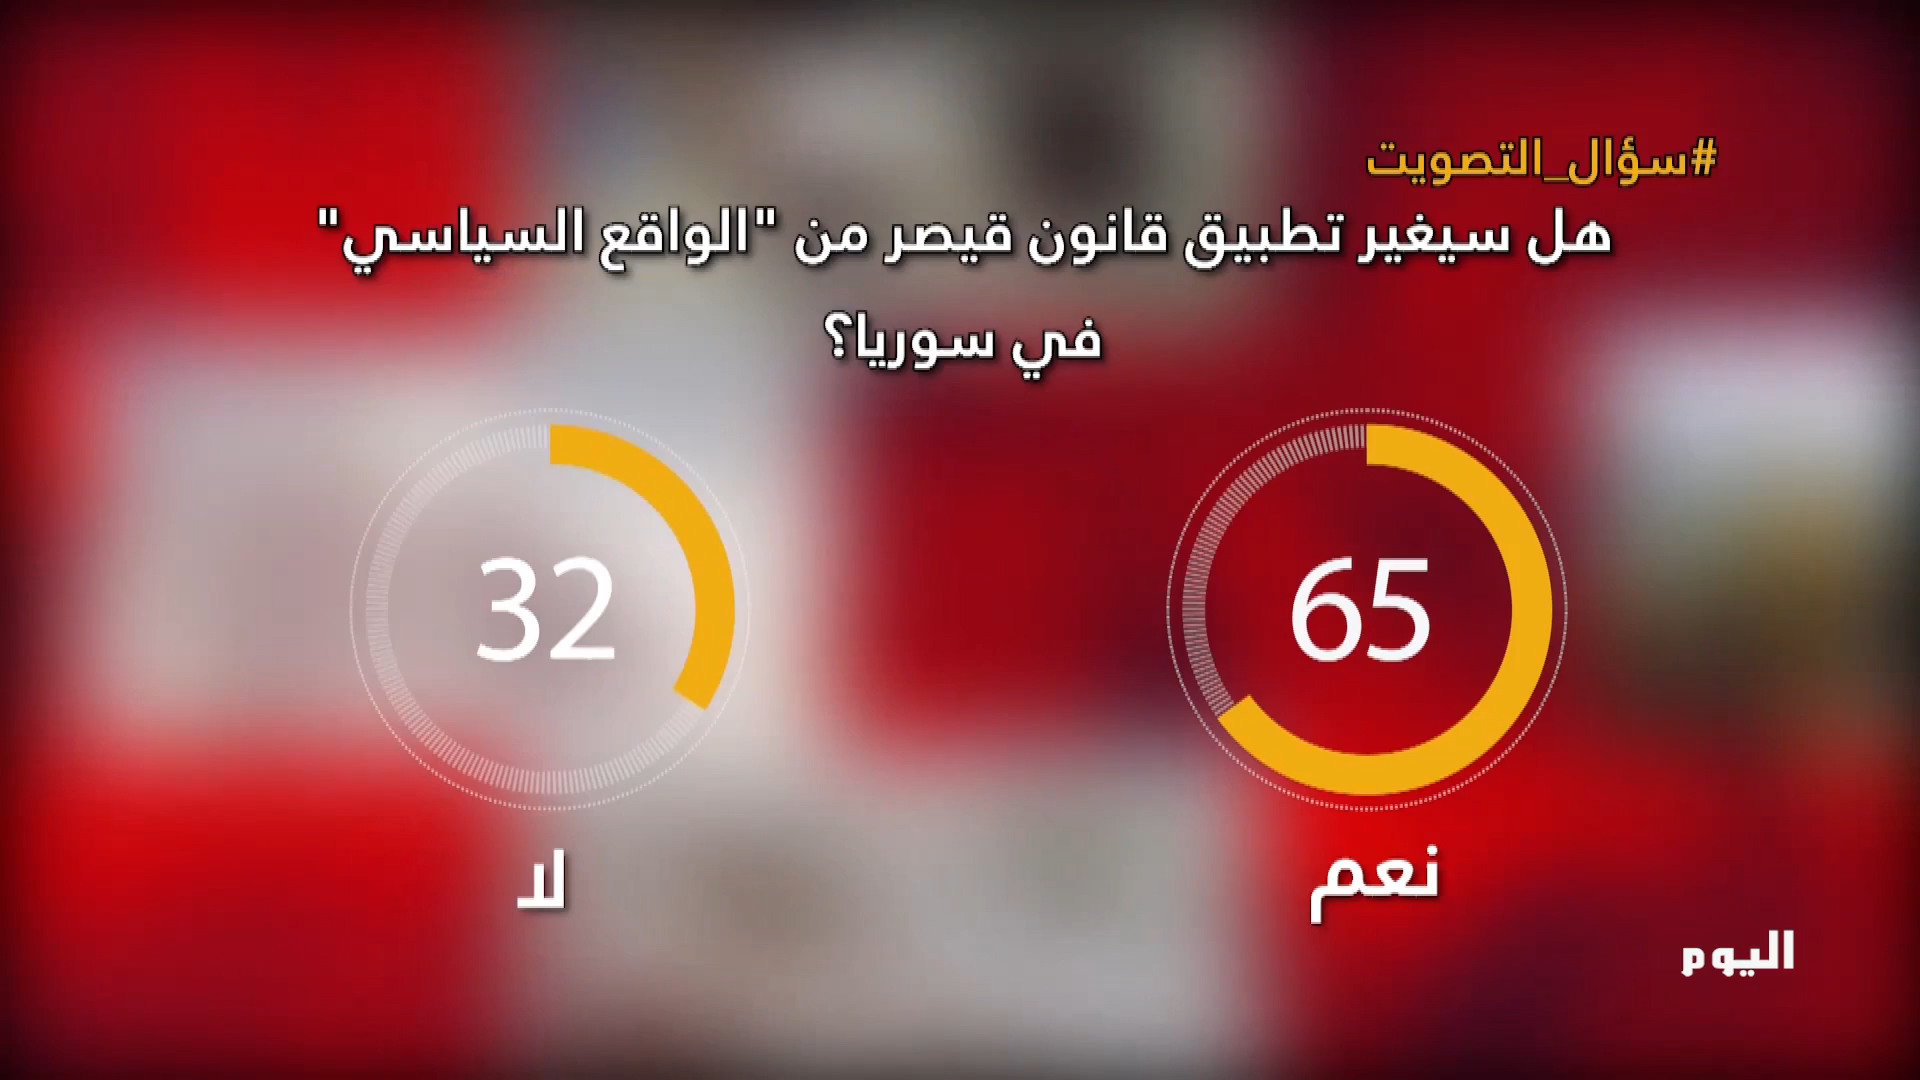 #سؤال_التصويت
هل سيغير تطبيق قانون قيصر من "الواقع السياسي"
في سوريا؟
65
32
نعم
لا
اليوم